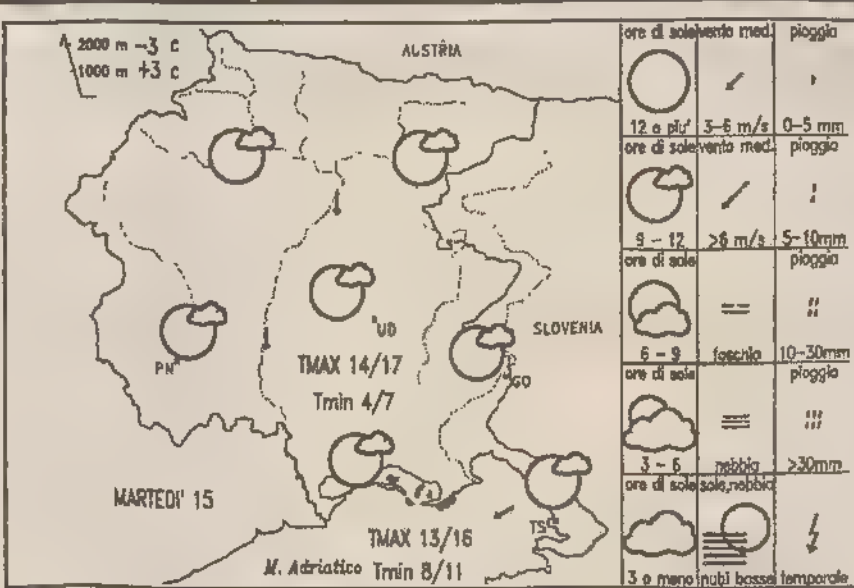 2000 m -3 c
1000 m +3 c
AUSTRIA
SLOVENIA
UD
PN
GO
TMAX 14/17
Tmin 4/7
MARTEDI' 15
TS
TMAX 13/16
M. Adriatico Tmin 8/11
ore di sole vento med. pioggia
12 o piu' 3-6 m/s 0-5 mm
ore di sole vento med. pioggia
9 - 12 >6 m/s 5-10mm
ore di sole pioggia
6 - 9 foschia 10-30mm
ore di sole pioggia
3 - 6 nebbia >30mm
ore di sole sole,nebbia
3 o meno nubi basse temporale